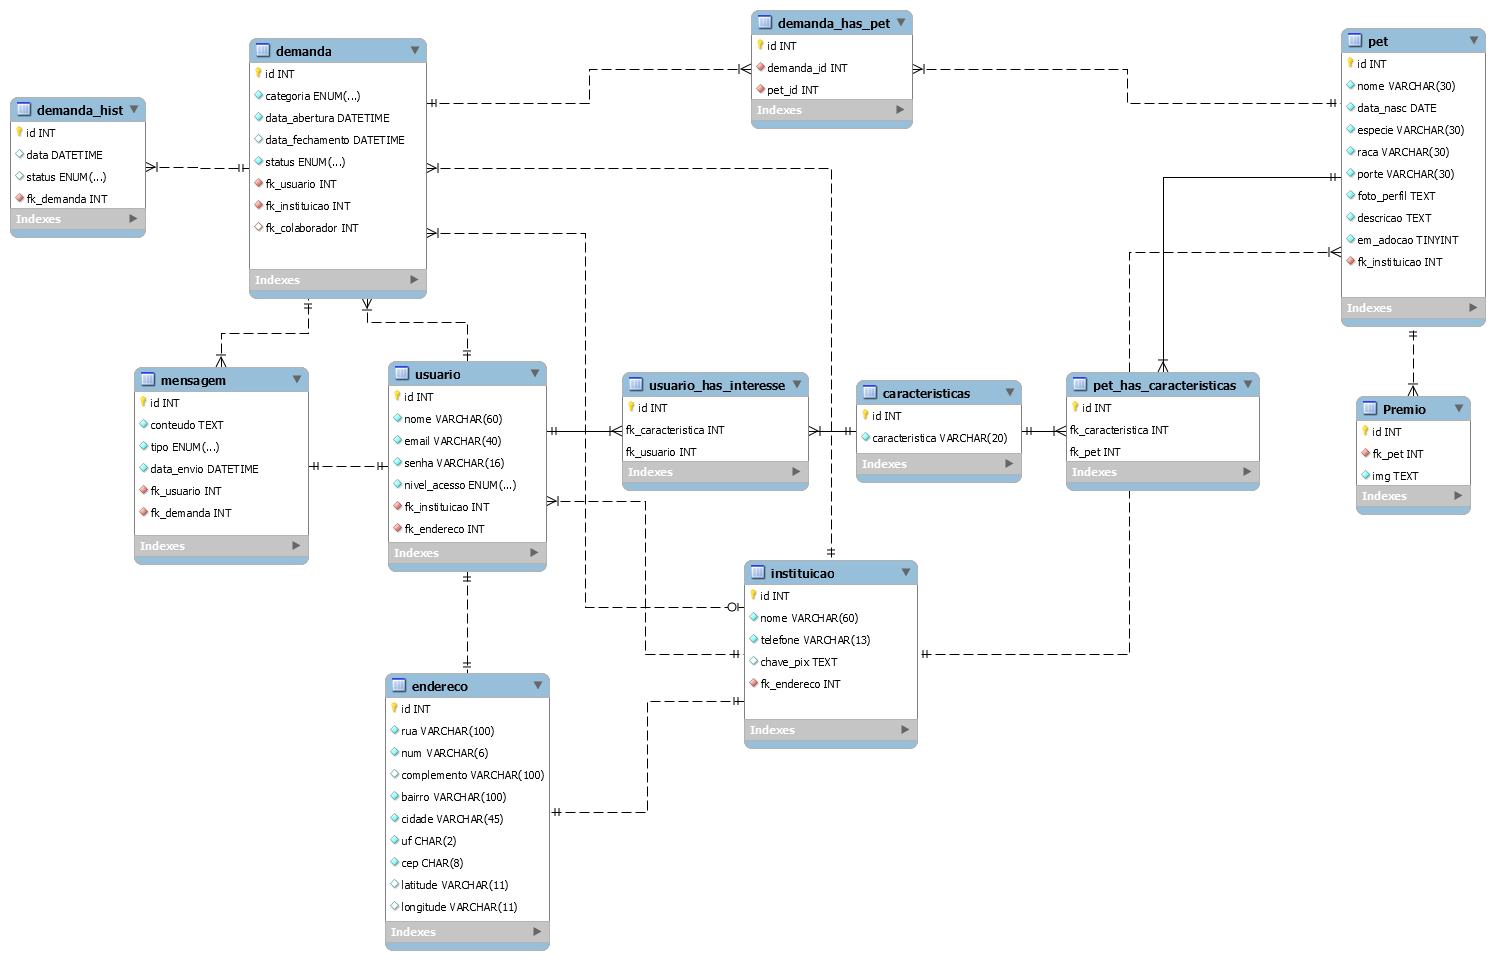 demanda_hist
id INT
data DATETIME
status ENUM(...)
fk_demanda INT
Indexes
demanda
id INT
categoria ENUM(...)
data_abertura DATETIME
data_fechamento DATETIME
status ENUM(...)
fk_usuario INT
fk_instituicao INT
fk_colaborador INT
Indexes
demanda_has_pet
id INT
demanda_id INT
pet_id INT
Indexes
pet
id INT
nome VARCHAR(30)
data_nasc DATE
especie VARCHAR(30)
raca VARCHAR(30)
porte VARCHAR(30)
foto_perfil TEXT
descricao TEXT
em_adocao TINYINT
fk_instituicao INT
Indexes
mensagem
id INT
conteudo TEXT
tipo ENUM(...)
data_envio DATETIME
fk_usuario INT
fk_demanda INT
Indexes
usuario
id INT
nome VARCHAR(60)
email VARCHAR(40)
senha VARCHAR(16)
nivel_acesso ENUM(...)
fk_instituicao INT
fk_endereco INT
Indexes
usuario_has_interesse
id INT
fk_caracteristica INT
fk_usuario INT
Indexes
caracteristicas
id INT
caracteristica VARCHAR(20)
Indexes
pet_has_caracteristicas
id INT
fk_caracteristica INT
fk_pet INT
Indexes
Premio
id INT
fk_pet INT
img TEXT
Indexes
instituicao
id INT
nome VARCHAR(60)
telefone VARCHAR(13)
chave_pix TEXT
fk_endereco INT
Indexes
endereco
id INT
rua VARCHAR(100)
num VARCHAR(6)
complemento VARCHAR(100)
bairro VARCHAR(100)
cidade VARCHAR(45)
uf CHAR(2)
cep CHAR(8)
latitude VARCHAR(11)
longitude VARCHAR(11)
Indexes